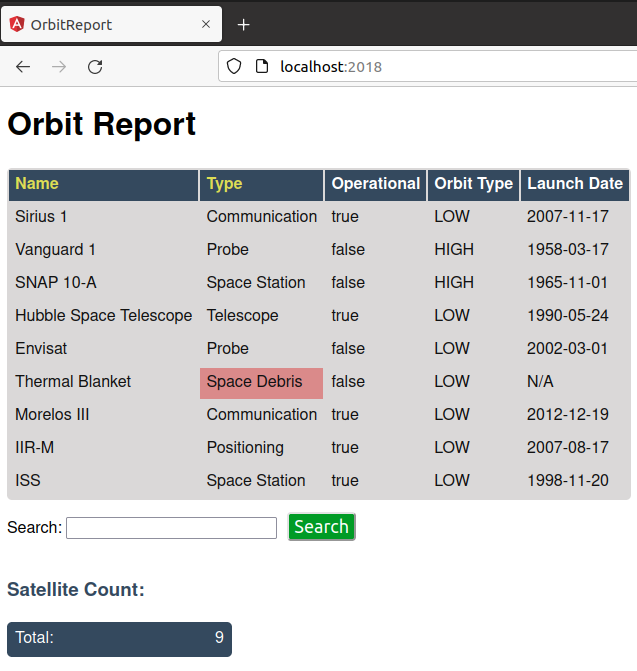 OrbitReport
localhost:2018
Orbit Report
Name Type Operational Orbit Type Launch Date
Sirius 1 Communication true LOW 2007-11-17
Vanguard 1 Probe false HIGH 1958-03-17
SNAP 10-A Space Station false HIGH 1965-11-01
Hubble Space Telescope Telescope true LOW 1990-05-24
Envisat Probe false LOW 2002-03-01
Thermal Blanket Space Debris false LOW N/A
Morelos III Communication true LOW 2012-12-19
IIR-M Positioning true LOW 2007-08-17
ISS Space Station true LOW 1998-11-20
Search: Search
Satellite Count:
Total: 9